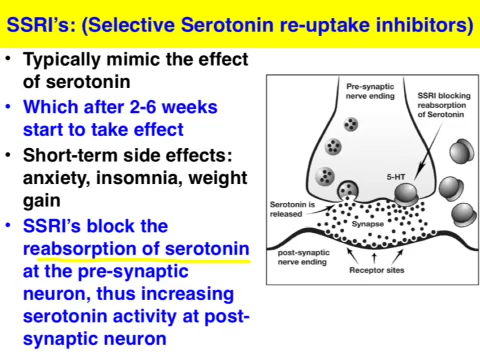 SSRI's: (Selective Serotonin re-uptake inhibitors)
• Typically mimic the effect
of serotonin
• Which after 2-6 weeks
start to take effect
• Short-term side effects:
anxiety, insomnia, weight
gain
• SSRI's block the
reabsorption of serotonin
at the pre-synaptic
neuron, thus increasing
serotonin activity at post-
synaptic neuron
Pre-synaptic
nerve ending
SSRI blocking
reabsorption
of Serotonin
5-HT
Serotonin is
released
Synapse
post-synaptic
nerve ending
Receptor sites